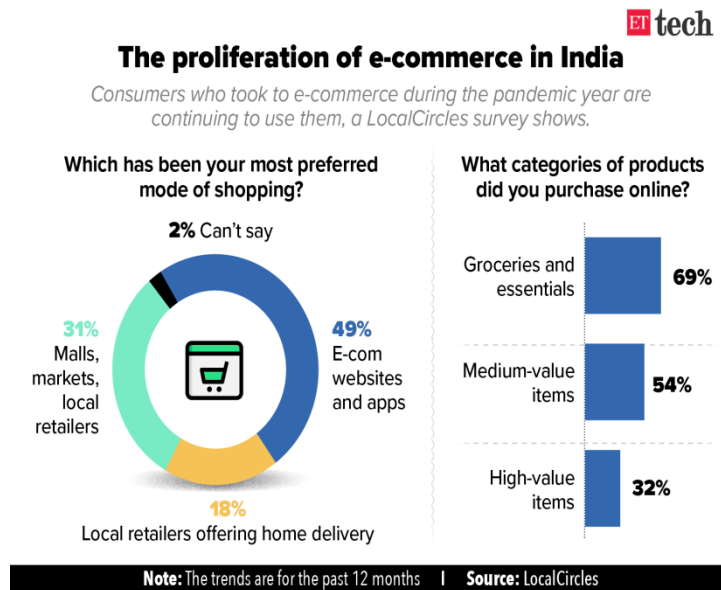 ET tech
The proliferation of e-commerce in India
Consumers who took to e-commerce during the pandemic year are
continuing to use them, a LocalCircles survey shows.
Which has been your most preferred
mode of shopping?
2% Can't say
31%
Malls,
markets,
local
retailers
49%
E-com
websites
and apps
18%
Local retailers offering home delivery
What categories of products
did you purchase online?
Groceries and
essentials
69%
Medium-value
items
54%
High-value
items
32%
Note: The trends are for the past 12 months | Source: LocalCircles